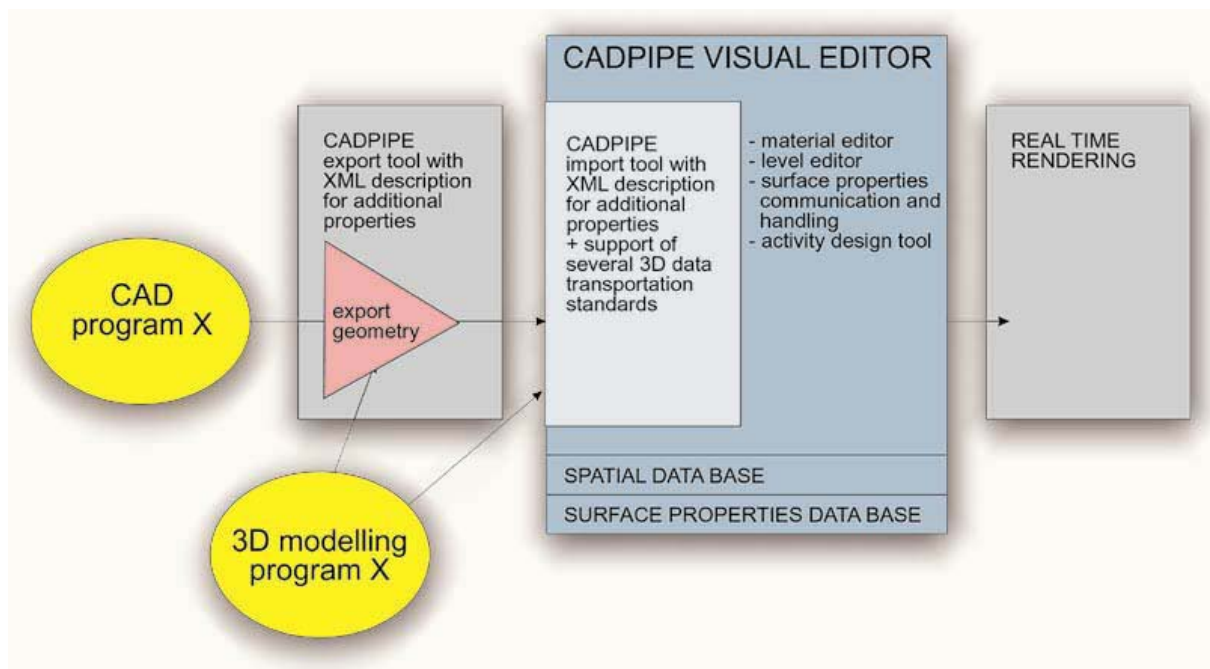 CADPIPE VISUAL EDITOR
CADPIPE
export tool with
XML description
for additional
properties
CADPIPE
import tool with
XML description
for additional
properties
+ support of
several 3D data
transportation
standards
- material editor
- level editor
- surface properties
communication and
handling
- activity design tool
REAL TIME
RENDERING
CAD
program X
export
geometry
3D modelling
program X
SPATIAL DATA BASE
SURFACE PROPERTIES DATA BASE